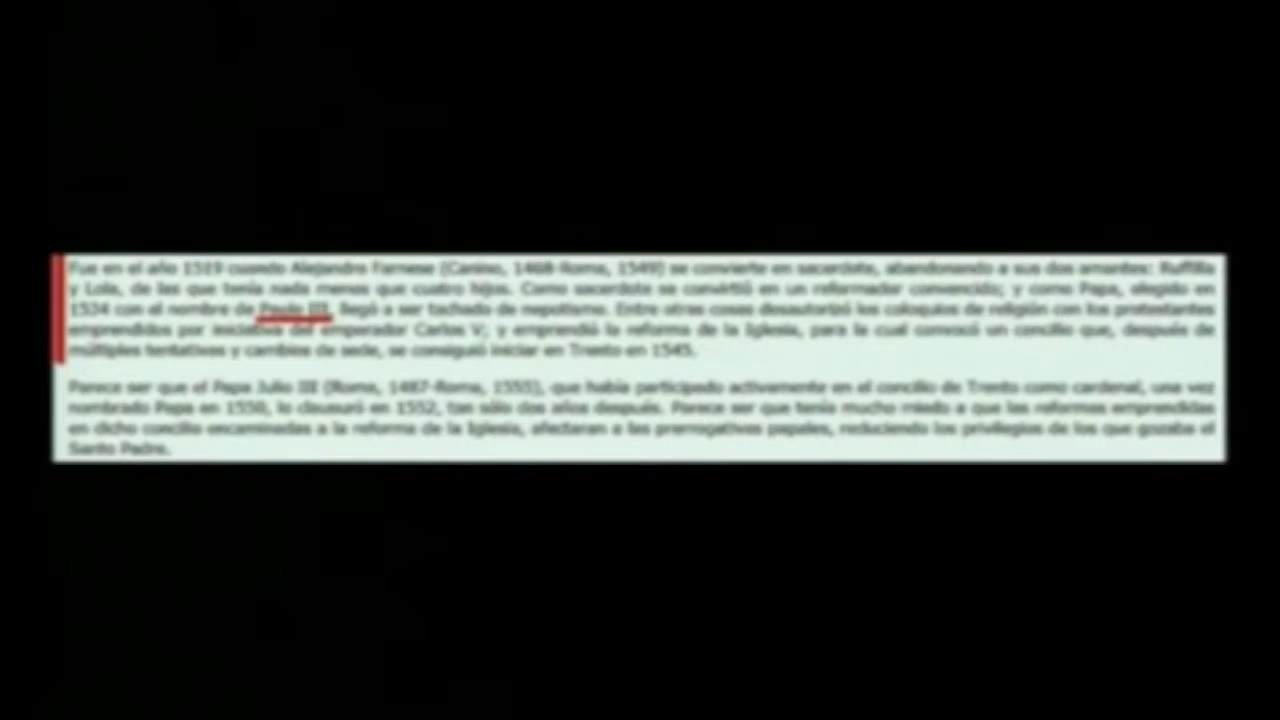 Fue en el año 1519 cuando Alejandro Farnese (Canino, 1468-Roma, 1549) se convierte en sacerdote, abandonando a sus dos amantes: Ruffilla
y Lola, de las que tenía nada menos que cuatro hijos. Como sacerdote se convirtió en un reformador convencido; y como Papa, elegido en
1534 con el nombre de Paulo III, llegó a ser tachado de nepotismo. Entre otras cosas desautorizó los coloquios de religión con los protestantes
emprendidos por del emperador Carlos V; y emprendió la reforma de la Iglesia, para la cual convocó un concilio que, después de
múltiples tentativas y cambios de sede, se consiguió iniciar en Trento en 1545.
Parece ser que el Papa Julio III (Roma, 1487-Roma, 1555), que había participado activamente en el concilio de Trento como cardenal, una vez
nombrado Papa en 1550, lo clausuró en 1552, tan sólo dos años después. Parece ser que tenía mucho miedo a que las reformas emprendidas
en dicho concilio encaminadas a la reforma de la Iglesia, afectaran a las prerrogativas papales, reduciendo los privilegios de los que gozaba el
Santo Padre.